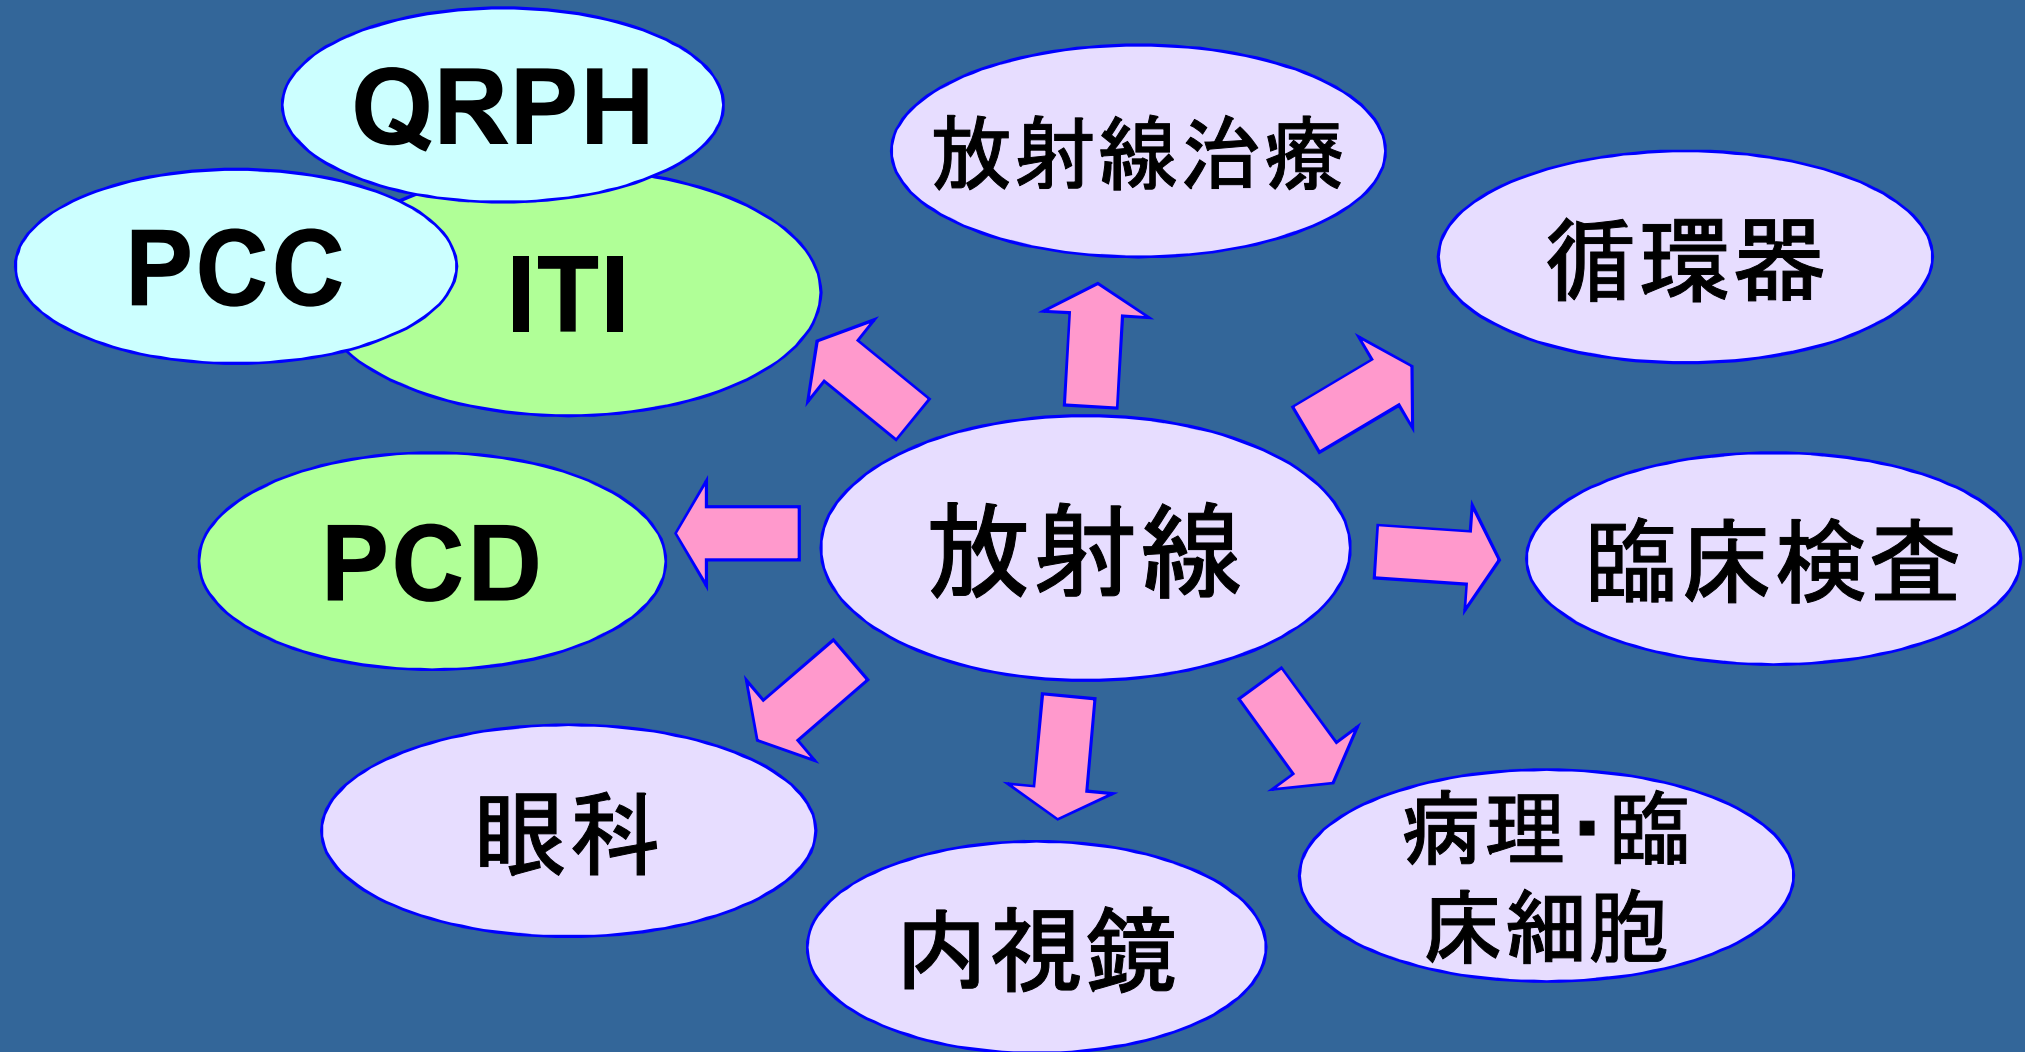 QRPH
PCC
ITI
放射線治療
循環器
PCD
放射線
臨床検査
眼科
内視鏡
病理・臨
床細胞